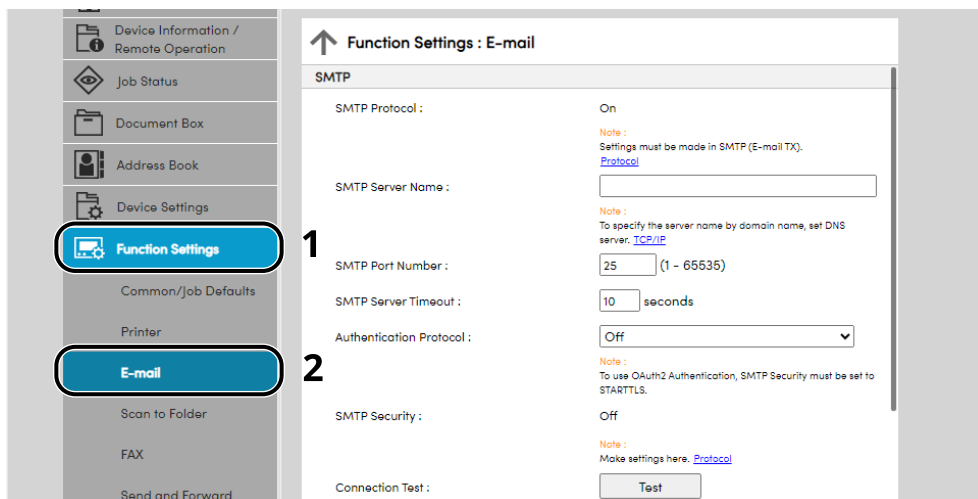 Device Information /
Remote Operation
Job Status
Document Box
Address Book
Device Settings
Function Settings
1
Common/Job Defaults
Printer
E-mail
2
Scan to Folder
FAX
Send and Forward
Function Settings : E-mail
SMTP
SMTP Protocol :
On
Note :
Settings must be made in SMTP (E-mail TX).
Protocol
SMTP Server Name :
Note :
To specify the server name by domain name, set DNS
server. TCP/IP
SMTP Port Number :
25 (1 - 65535)
SMTP Server Timeout :
10 seconds
Authentication Protocol :
Off
Note :
To use OAuth2 Authentication, SMTP Security must be set to
STARTTLS.
SMTP Security :
Off
Note :
Make settings here. Protocol
Connection Test :
Test